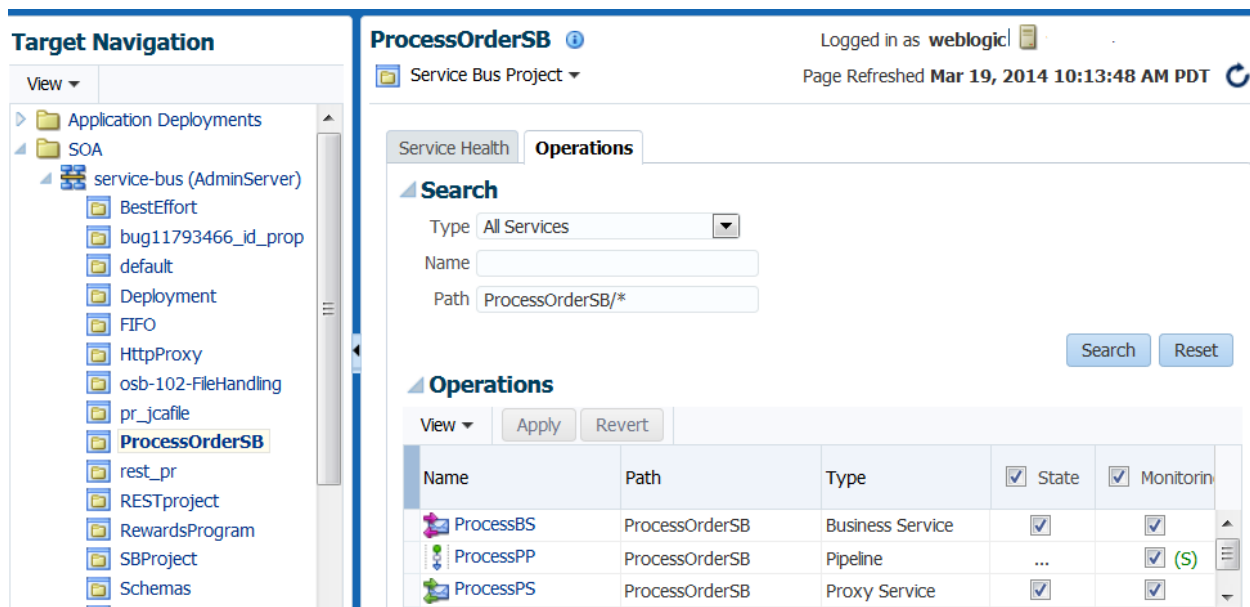 Target Navigation
View
Application Deployments
SOA
service-bus (AdminServer)
BestEffort
bug11793466_id_prop
default
Deployment
FIFO
HttpProxy
osb-102-FileHandling
pr_jcafile
ProcessOrderSB
rest_pr
RESTproject
RewardsProgram
SBProject
Schemas
ProcessOrderSB
Logged in as weblogic
Service Bus Project
Page Refreshed Mar 19, 2014 10:13:48 AM PDT
Service Health Operations
Search
Type All Services
Name
Path ProcessOrderSB/*
Search Reset
Operations
View Apply Revert
Name Path Type State Monitorin
ProcessBS ProcessOrderSB Business Service
ProcessPP ProcessOrderSB Pipeline ... (S)
ProcessPS ProcessOrderSB Proxy Service